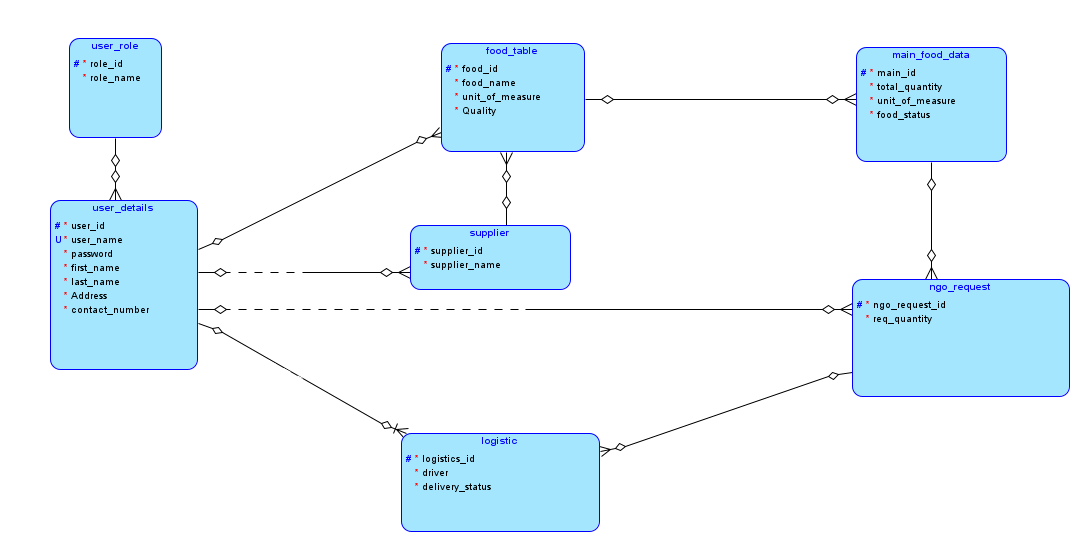 user_role
# * role_id
* role_name
food_table
# * food_id
* food_name
* unit_of_measure
* Quality
main_food_data
# * main_id
* total_quantity
* unit_of_measure
* food_status
user_details
# * user_id
U * user_name
* password
* first_name
* last_name
* Address
* contact_number
supplier
# * supplier_id
* supplier_name
ngo_request
# * ngo_request_id
* req_quantity
logistic
# * logistics_id
* driver
* delivery_status